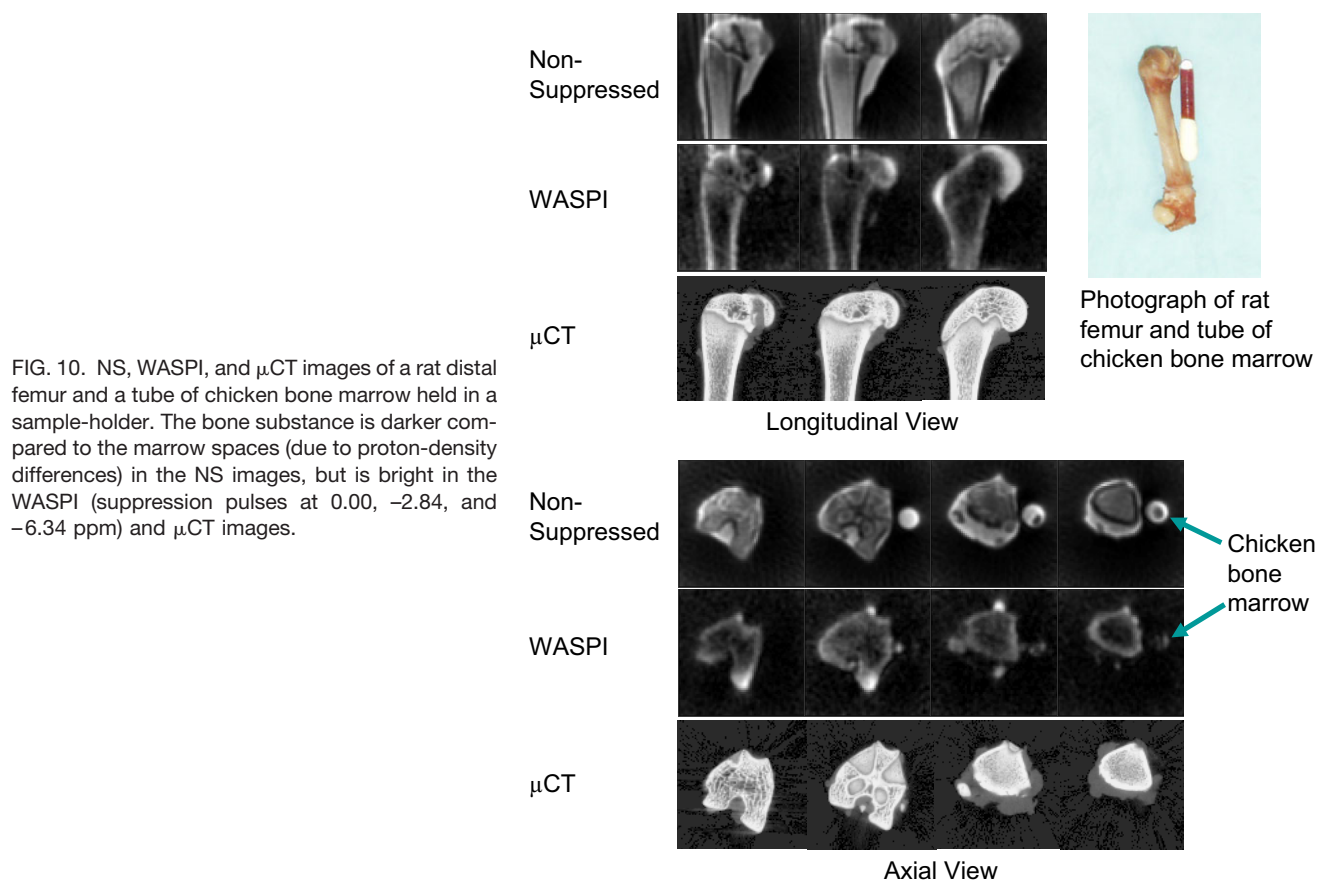 Non-
Suppressed
WASPI
μCT
Longitudinal View
Photograph of rat
femur and tube of
chicken bone marrow
FIG. 10. NS, WASPI, and μCT images of a rat distal
femur and a tube of chicken bone marrow held in a
sample-holder. The bone substance is darker com-
pared to the marrow spaces (due to proton-density
differences) in the NS images, but is bright in the
WASPI (suppression pulses at 0.00, –2.84, and
–6.34 ppm) and μCT images.
Non-
Suppressed
WASPI
μCT
Chicken
bone
marrow
Axial View